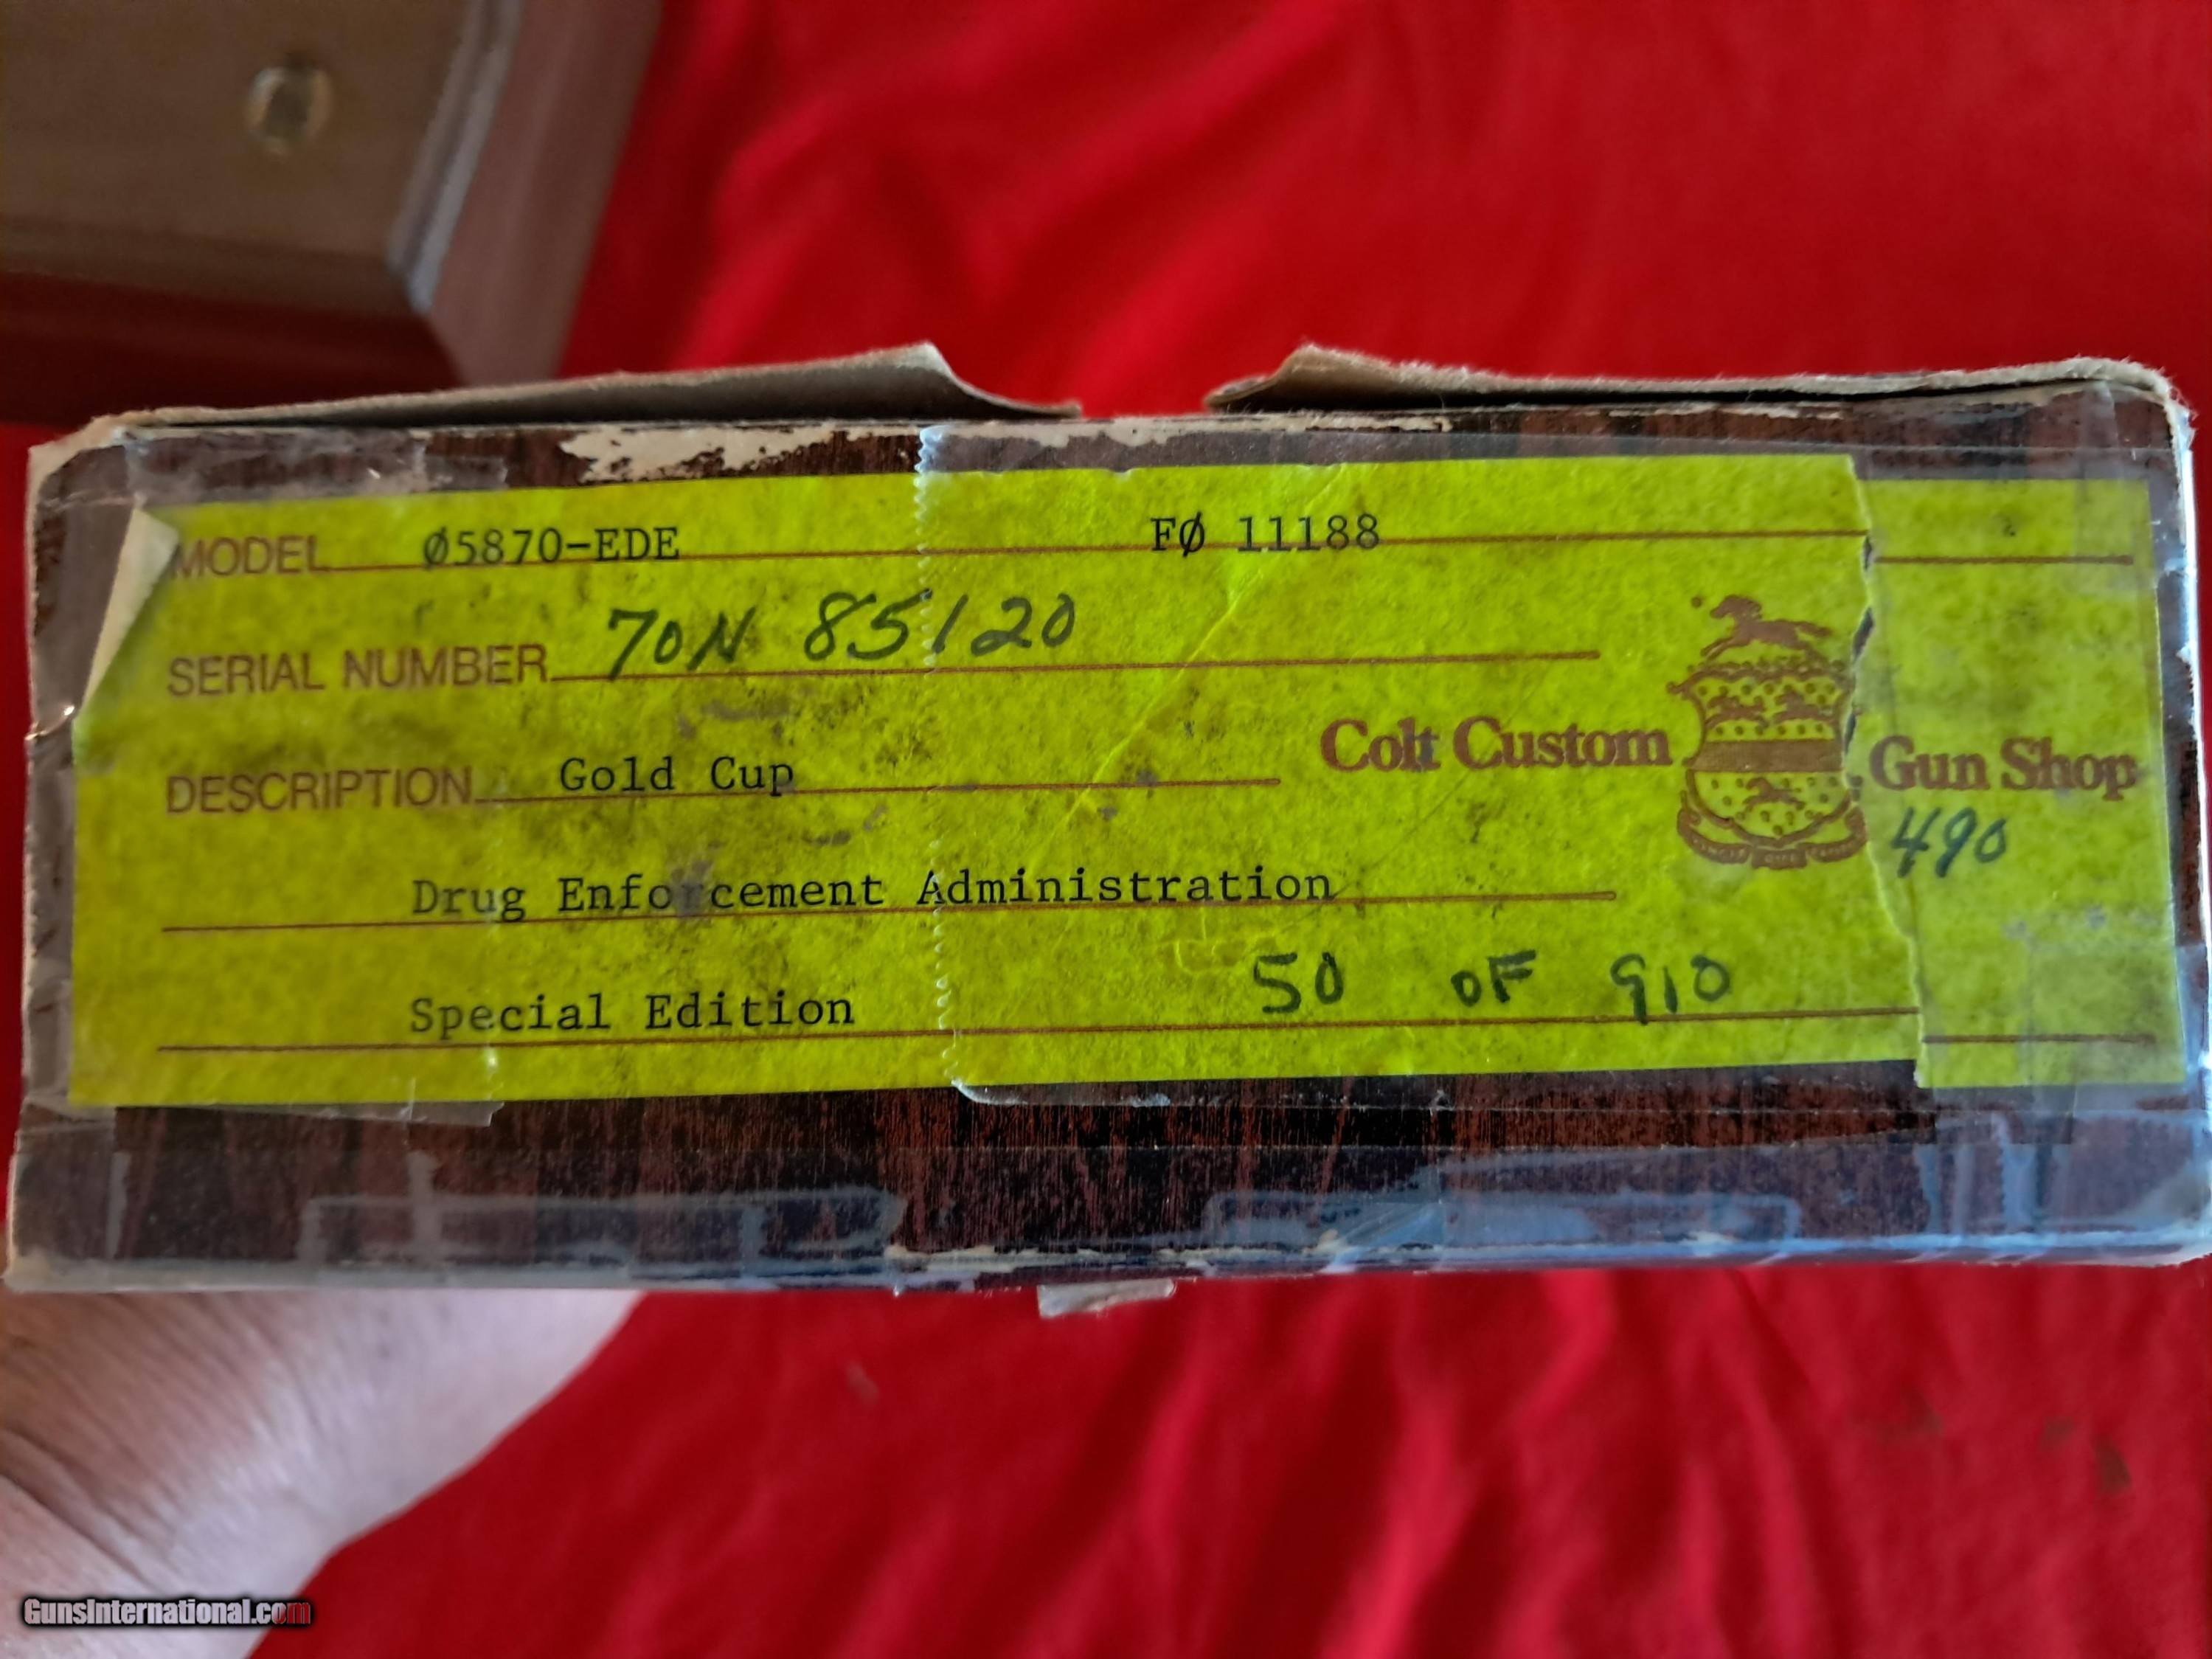 MODEL Ø5870-EDE FØ 11188
SERIAL NUMBER 70N 85120
DESCRIPTION Gold Cup
Colt Custom Gun Shop
490
Drug Enforcement Administration
Special Edition 50 OF 910
GunsInternational.com